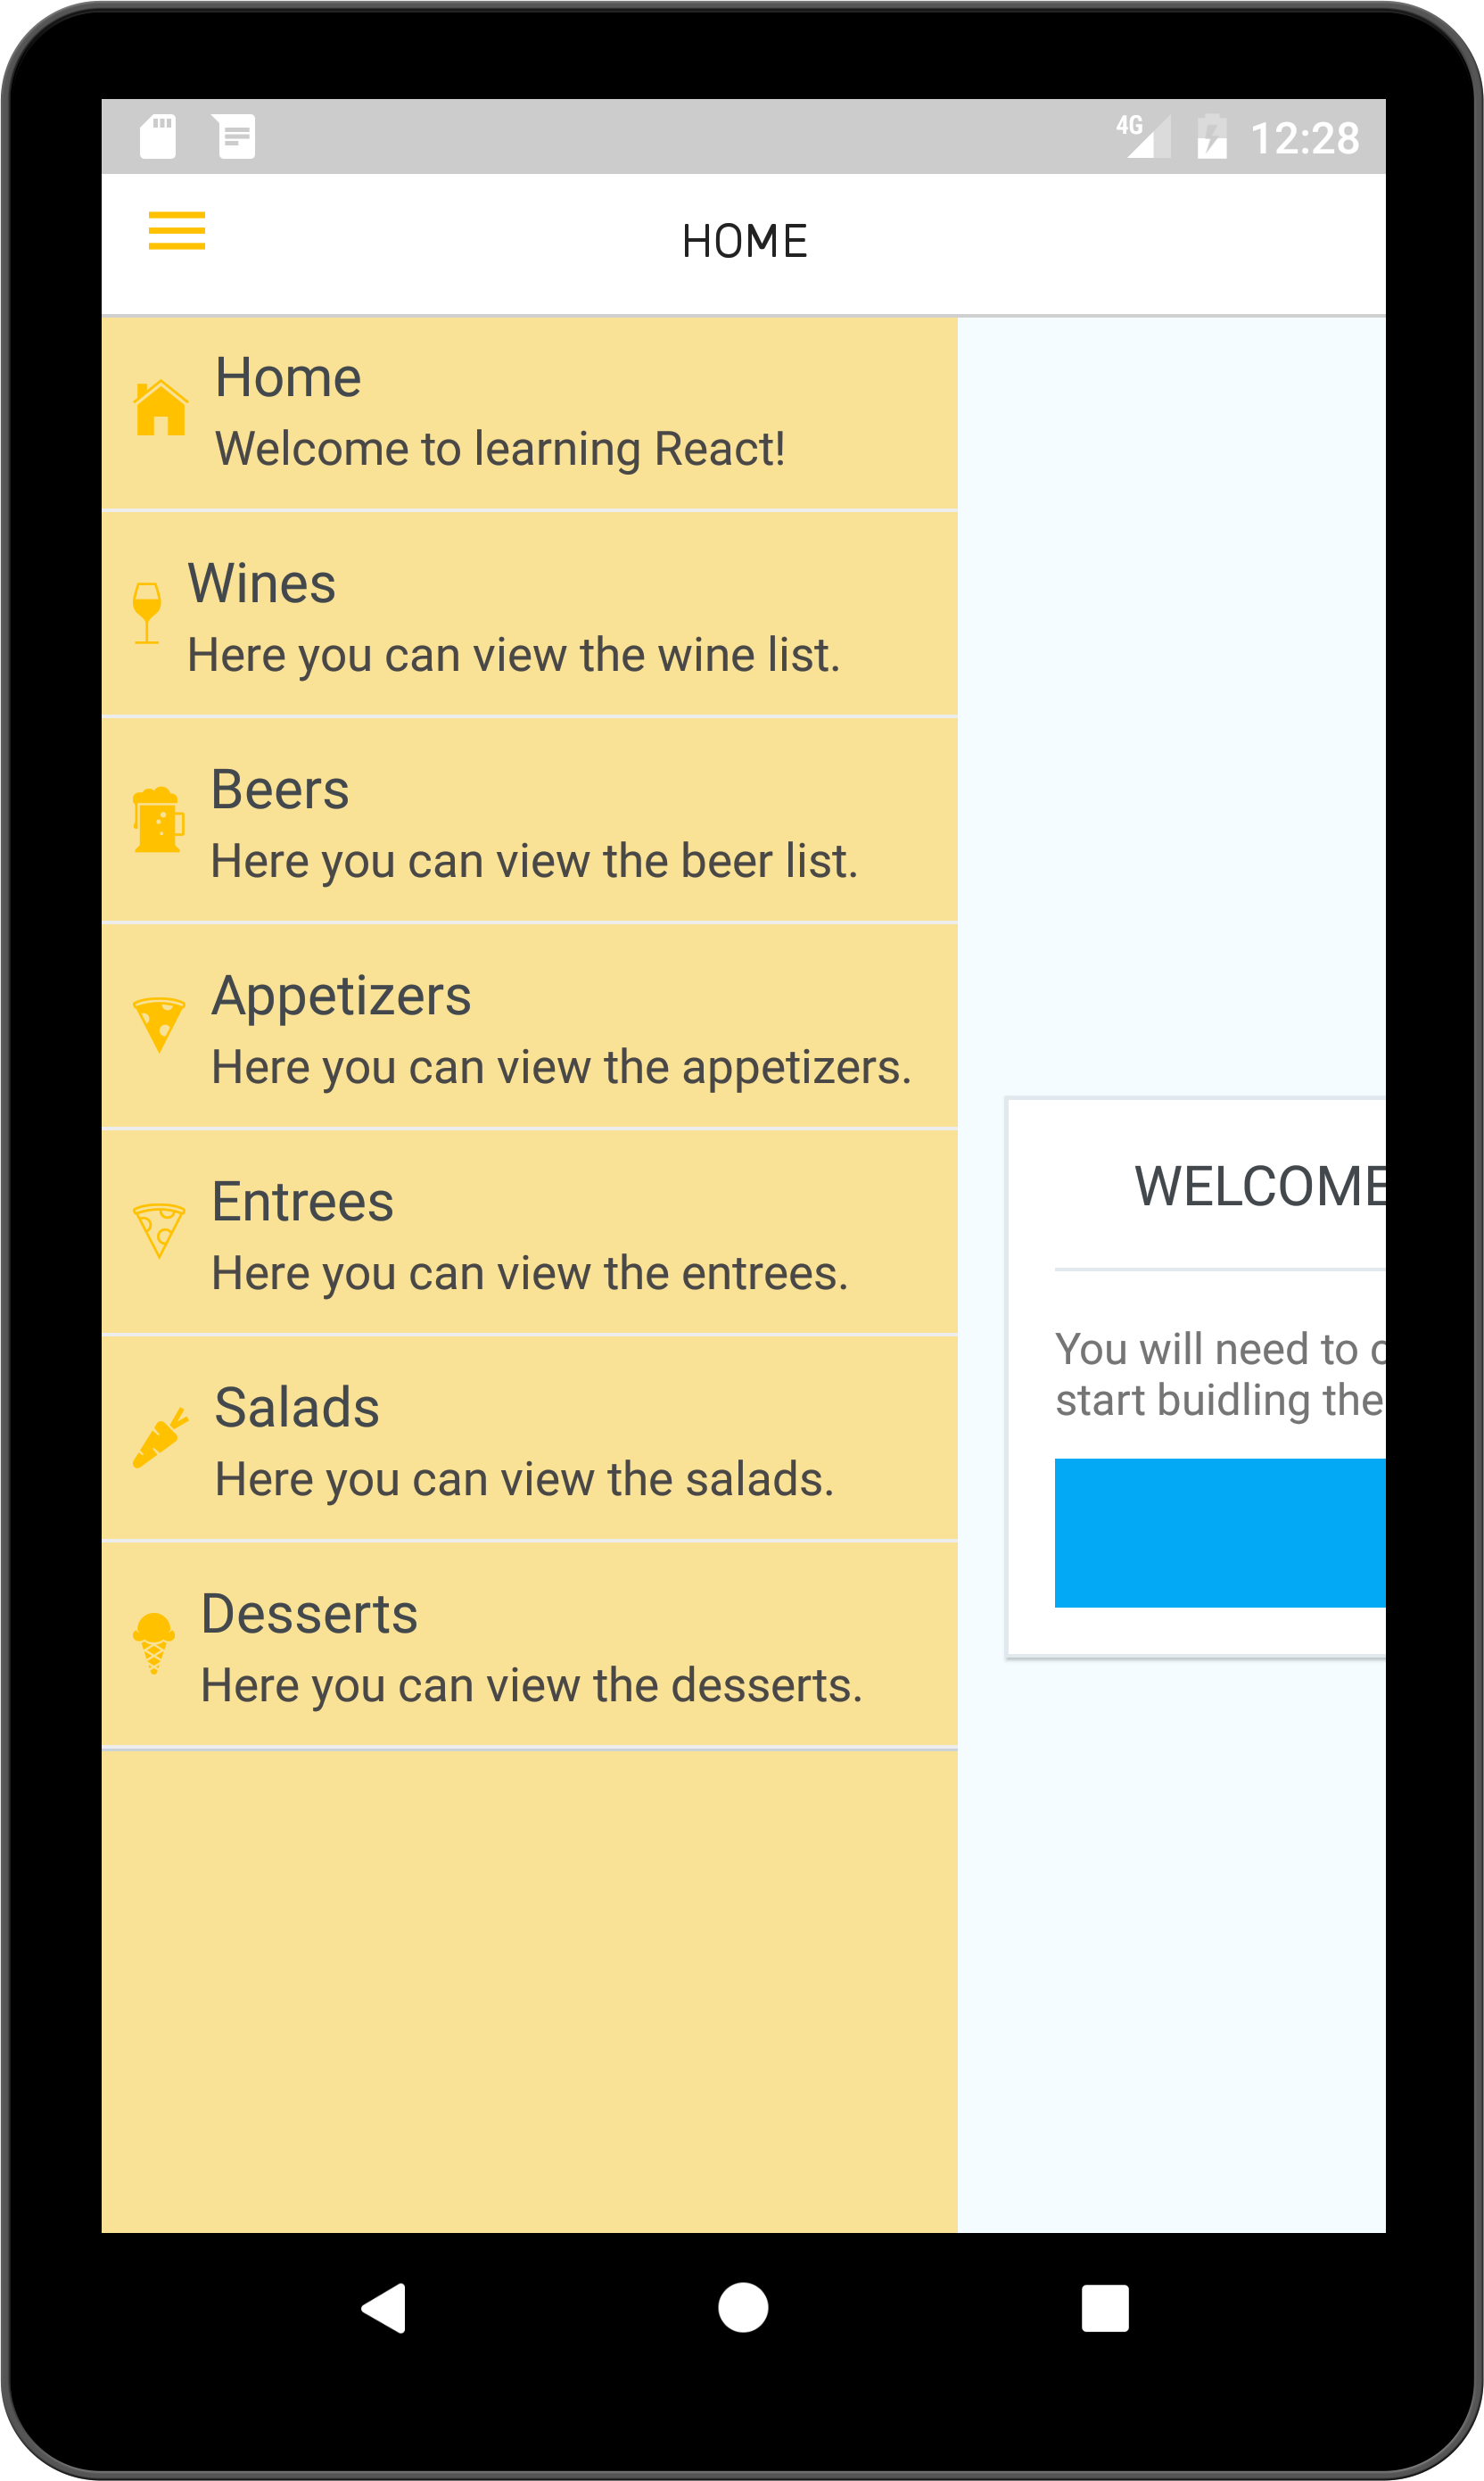 4G 12:28
HOME
Home
Welcome to learning React!
Wines
Here you can view the wine list.
Beers
Here you can view the beer list.
Appetizers
Here you can view the appetizers.
Entrees
Here you can view the entrees.
Salads
Here you can view the salads.
Desserts
Here you can view the desserts.
WELCOME
You will need to
start buidling the